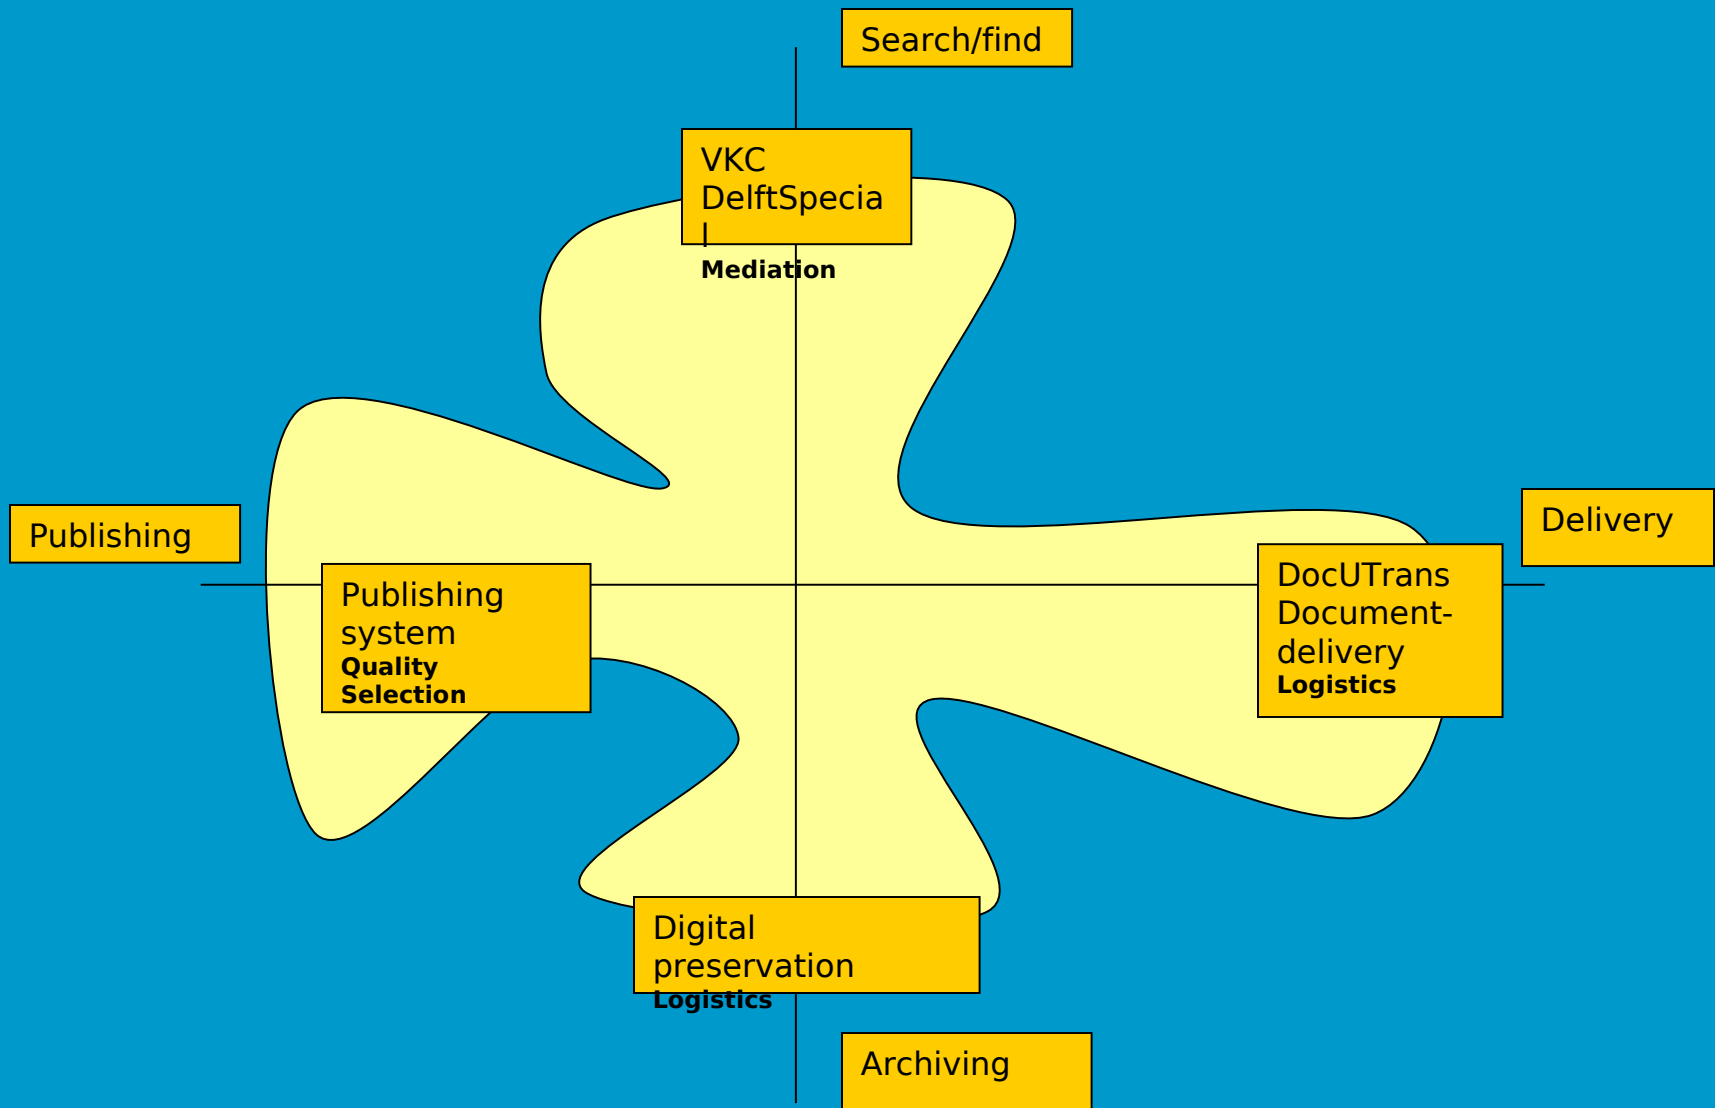 Search/find
VKC
DelftSpecia
l
Mediation
Publishing
Delivery
Publishing
system
Quality
Selection
DocUTrans
Document-
delivery
Logistics
Digital
preservation
Logistics
Archiving